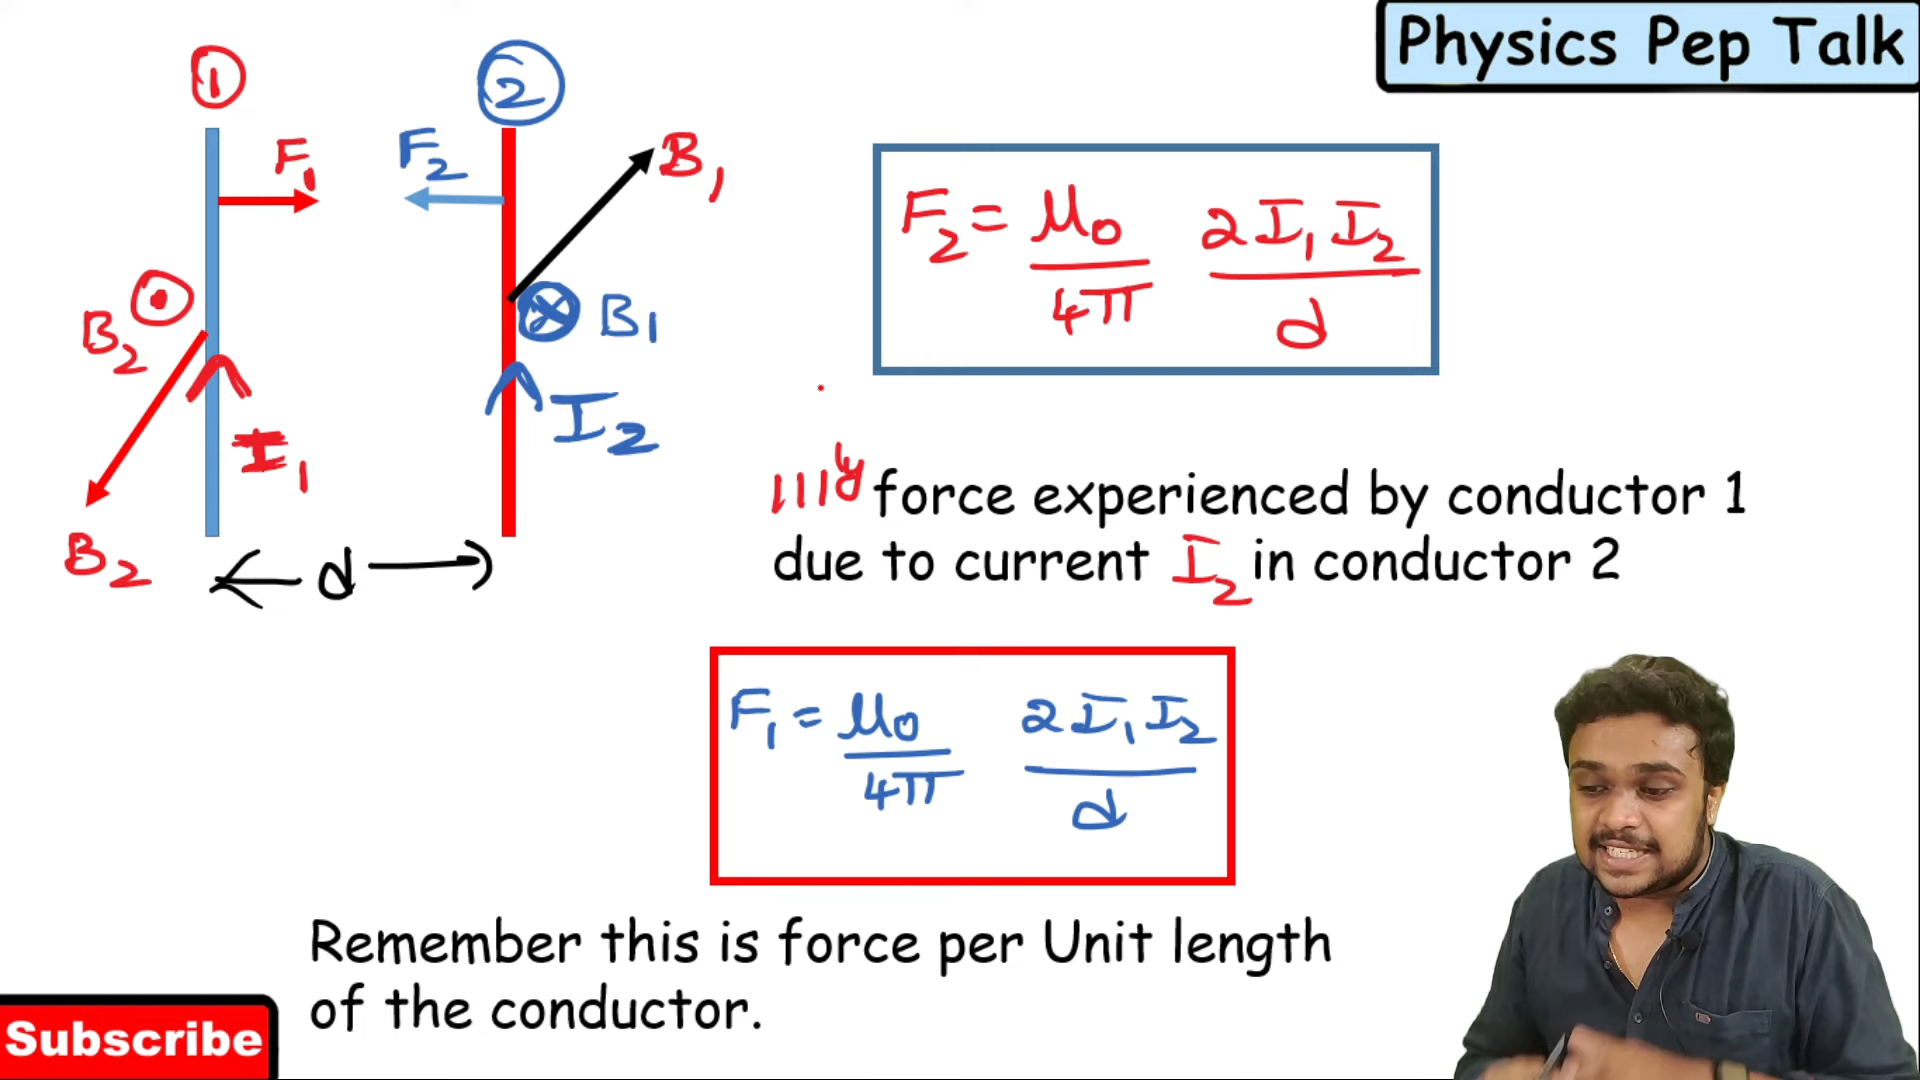 Physics Pep Talk
1
2
F1
F2
B1
F2 = μ0/4π 2I1I2/d
B2
B1
I1
I2
B2
d
111ly force experienced by conductor 1
due to current I2 in conductor 2
F1 = μ0/4π 2I1I2/d
Remember this is force per Unit length
of the conductor.
Subscribe